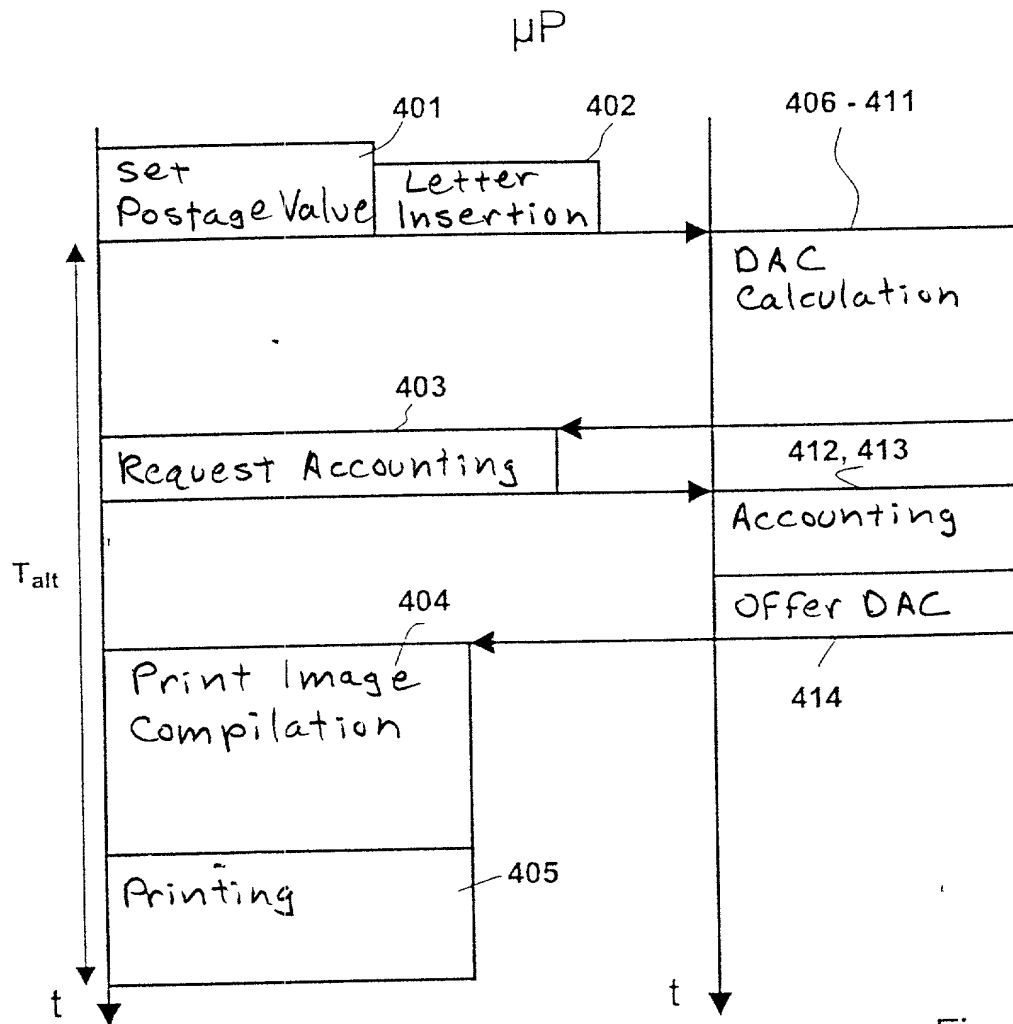 µP
401
402
406 - 411
set
Postage Value
Letter
Insertion
DAC
Calculation
403
Request Accounting
412, 413
Accounting
Talt
404
Offer DAC
Print Image
Compilation
414
Printing
405
t
t